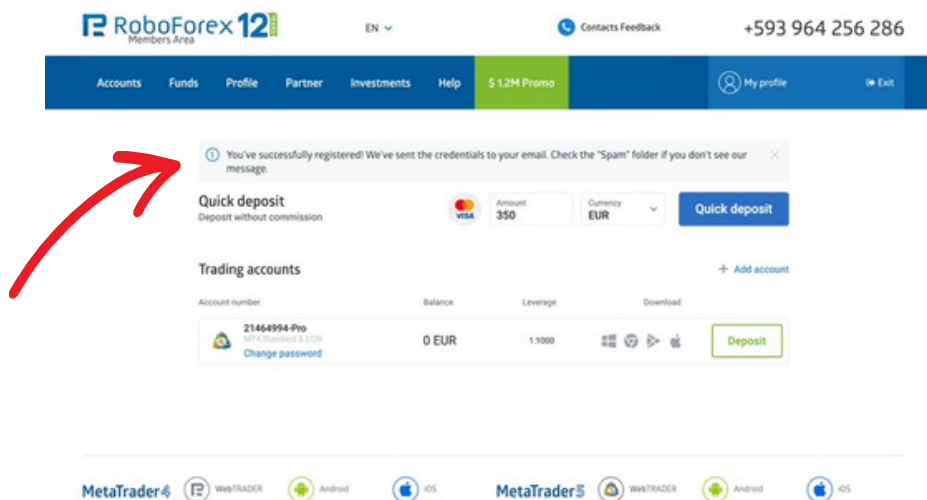 RoboForex 12
Members Area
EN
Contacts Feedback
+593 964 256 286
Accounts Funds Profile Partner Investments Help $ 1.2M Promo My profile Exit
You've successfully registered! We've sent the credentials to your email. Check the "Spam" folder if you don't see our
message.
Quick deposit
Deposit without commission
VISA
Amount
350
Currency
EUR
Quick deposit
Trading accounts
+ Add account
Account number Balance Leverage Download
21464994-Pro
MT4 Standard & ECN
Change password
0 EUR
1:1000
Deposit
MetaTrader4 WebTRADER Android iOS MetaTrader5 WebTRADER Android iOS